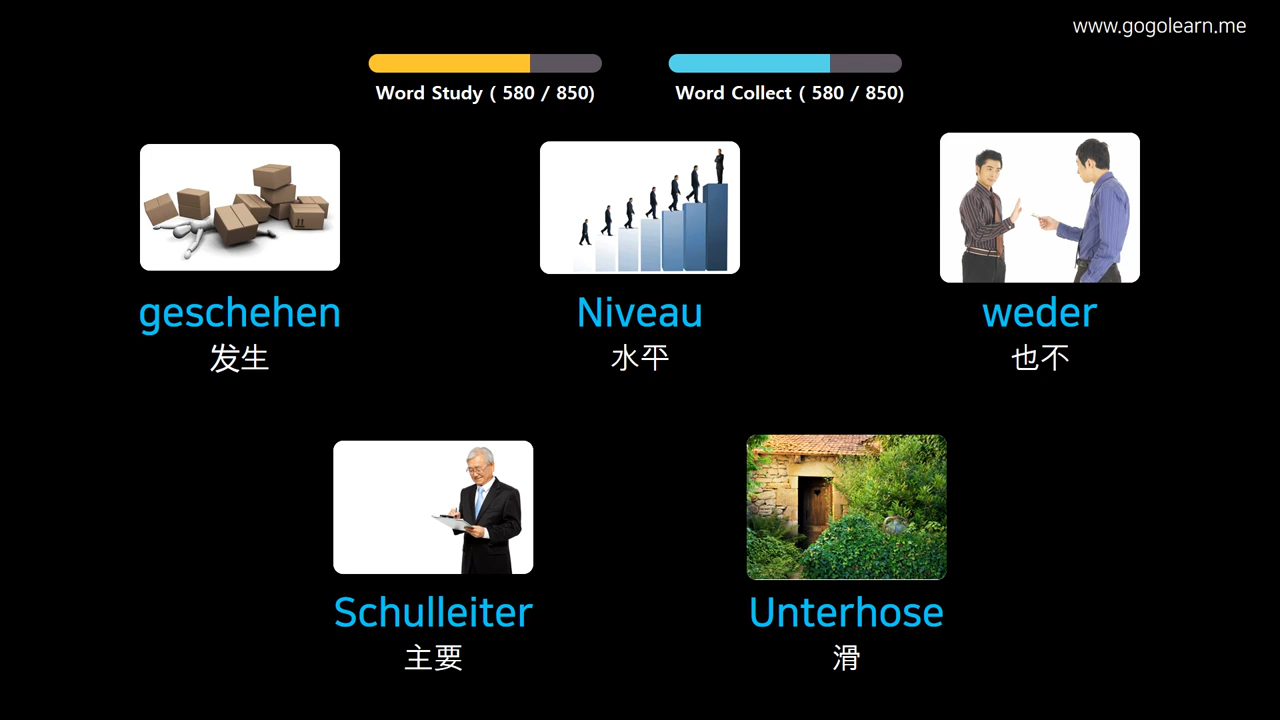 www.gogolearn.me
Word Study ( 580 / 850)
Word Collect ( 580 / 850)
geschehen
发生
Niveau
水平
weder
也不
Schulleiter
主要
Unterhose
滑